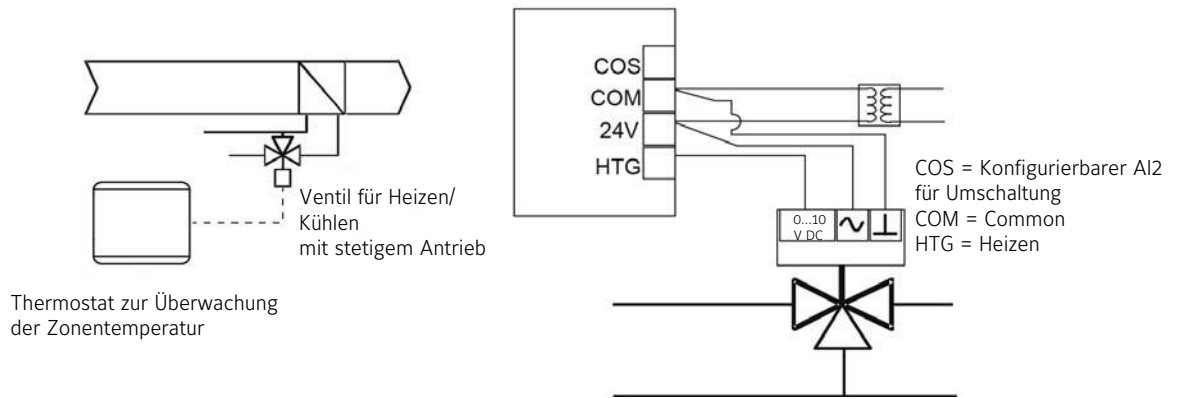 Ventil für Heizen/
Kühlen
mit stetigem Antrieb
Thermostat zur Überwachung
der Zonentemperatur
COS
COM
24V
HTG
0...10
V DC
COS = Konfigurierbarer AI2
für Umschaltung
COM = Common
HTG = Heizen